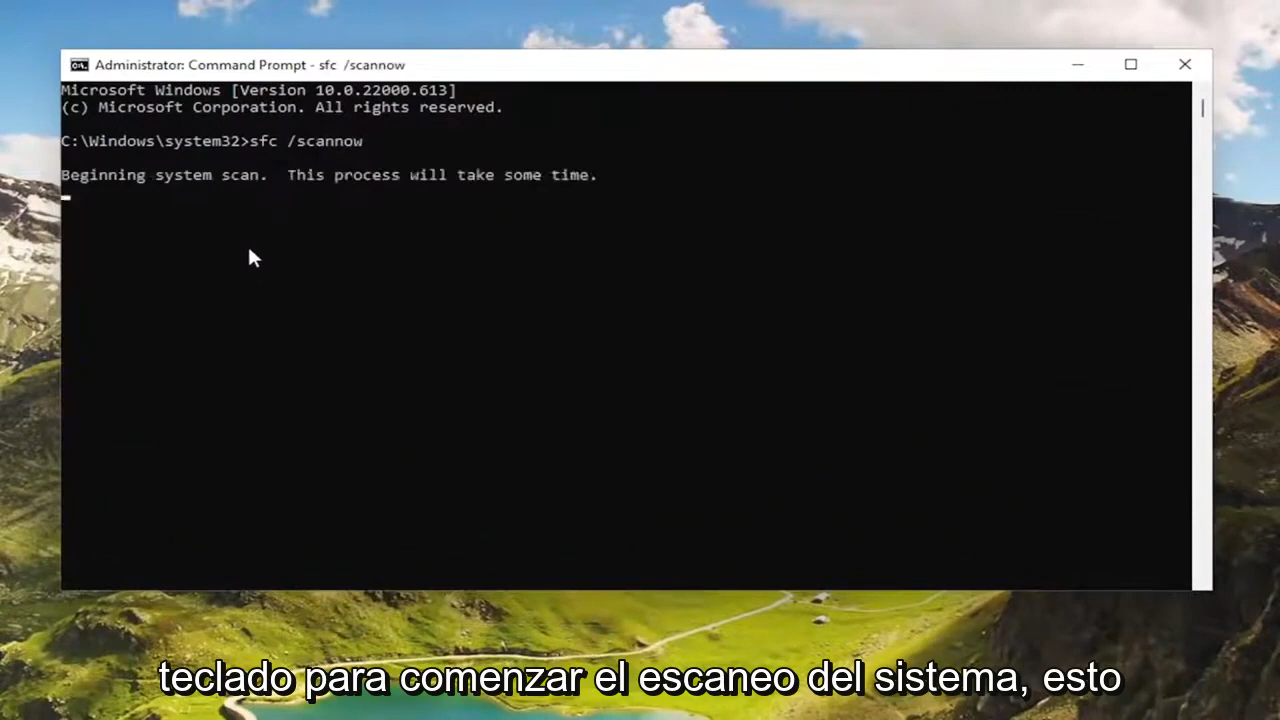 Administrator: Command Prompt - sfc /scannow
Microsoft Windows [Version 10.0.22000.613]
(c) Microsoft Corporation. All rights reserved.
C:\Windows\system32>sfc /scannow
Beginning system scan.  This process will take some time.
teclado para comenzar el escaneo del sistema, esto